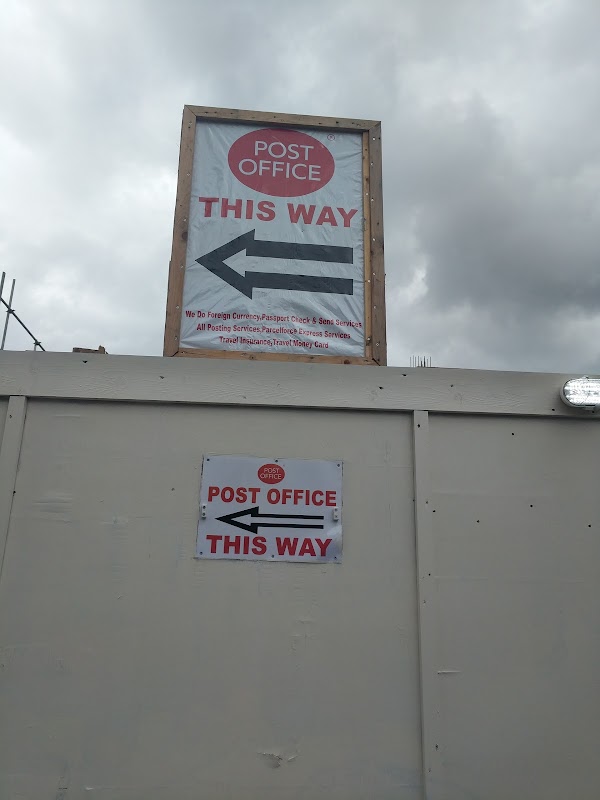 POST
OFFICE
THIS WAY
We Do Foreign Currency,Passport Check & Send Services
All Posting Services,Parcelforce Express Services
Travel Insurance,Travel Money Card
POST
OFFICE
POST OFFICE
THIS WAY